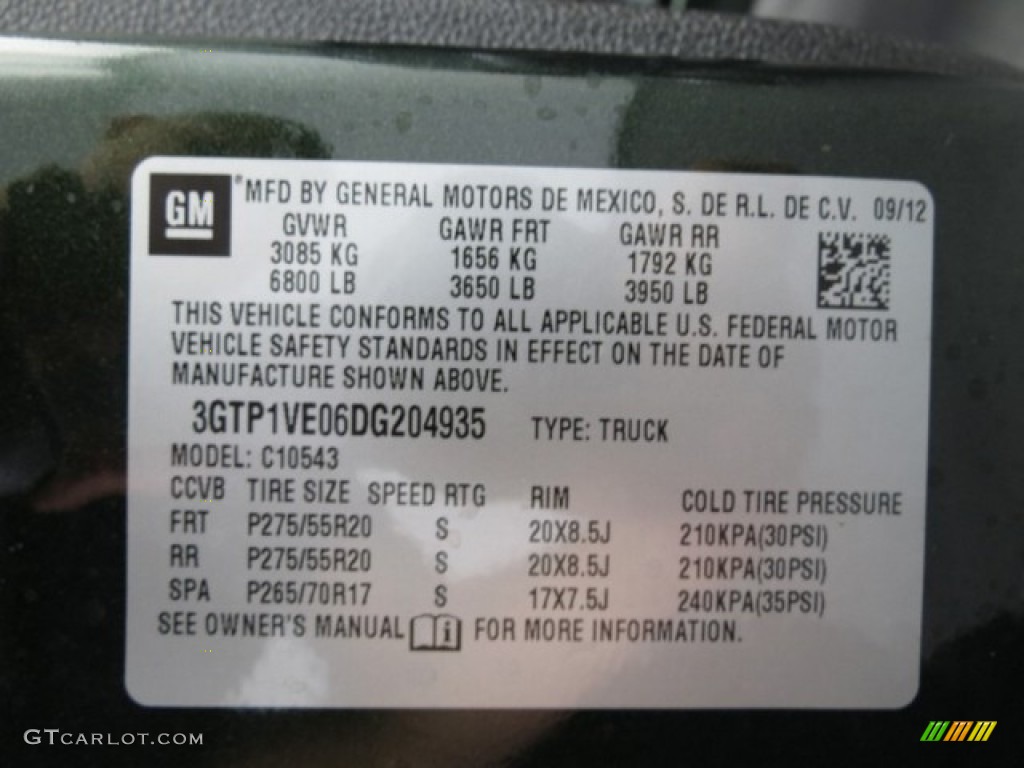 GM
MFD BY GENERAL MOTORS DE MEXICO, S. DE R.L. DE C.V. 09/12
GVWR GAWR FRT GAWR RR
3085 KG 1656 KG 1792 KG
6800 LB 3650 LB 3950 LB
THIS VEHICLE CONFORMS TO ALL APPLICABLE U.S. FEDERAL MOTOR
VEHICLE SAFETY STANDARDS IN EFFECT ON THE DATE OF
MANUFACTURE SHOWN ABOVE.
3GTP1VE06DG204935 TYPE: TRUCK
MODEL: C10543
CCVB TIRE SIZE SPEED RTG RIM COLD TIRE PRESSURE
FRT P275/55R20 S 20X8.5J 210KPA(30PSI)
RR P275/55R20 S 20X8.5J 210KPA(30PSI)
SPA P265/70R17 S 17X7.5J 240KPA(35PSI)
SEE OWNER'S MANUAL i FOR MORE INFORMATION.
GTCARLOT.COM